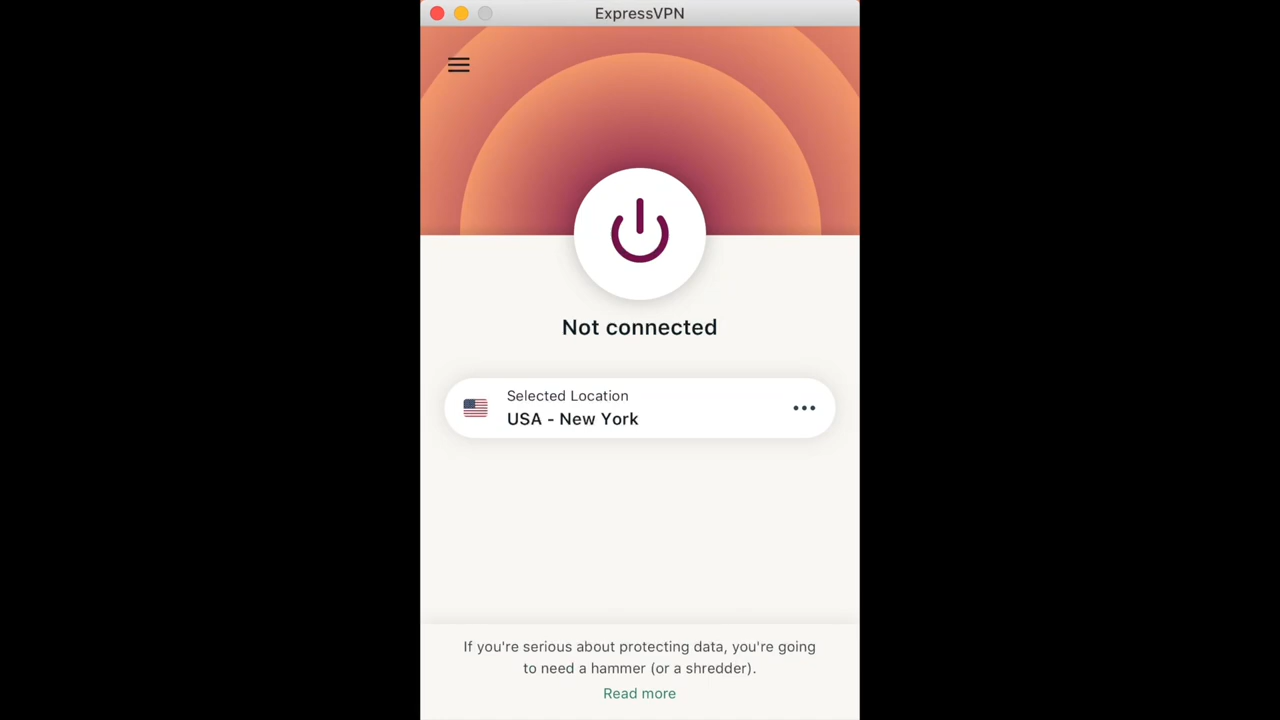 ExpressVPN
Not connected
Selected Location
USA - New York
If you're serious about protecting data, you're going
to need a hammer (or a shredder).
Read more